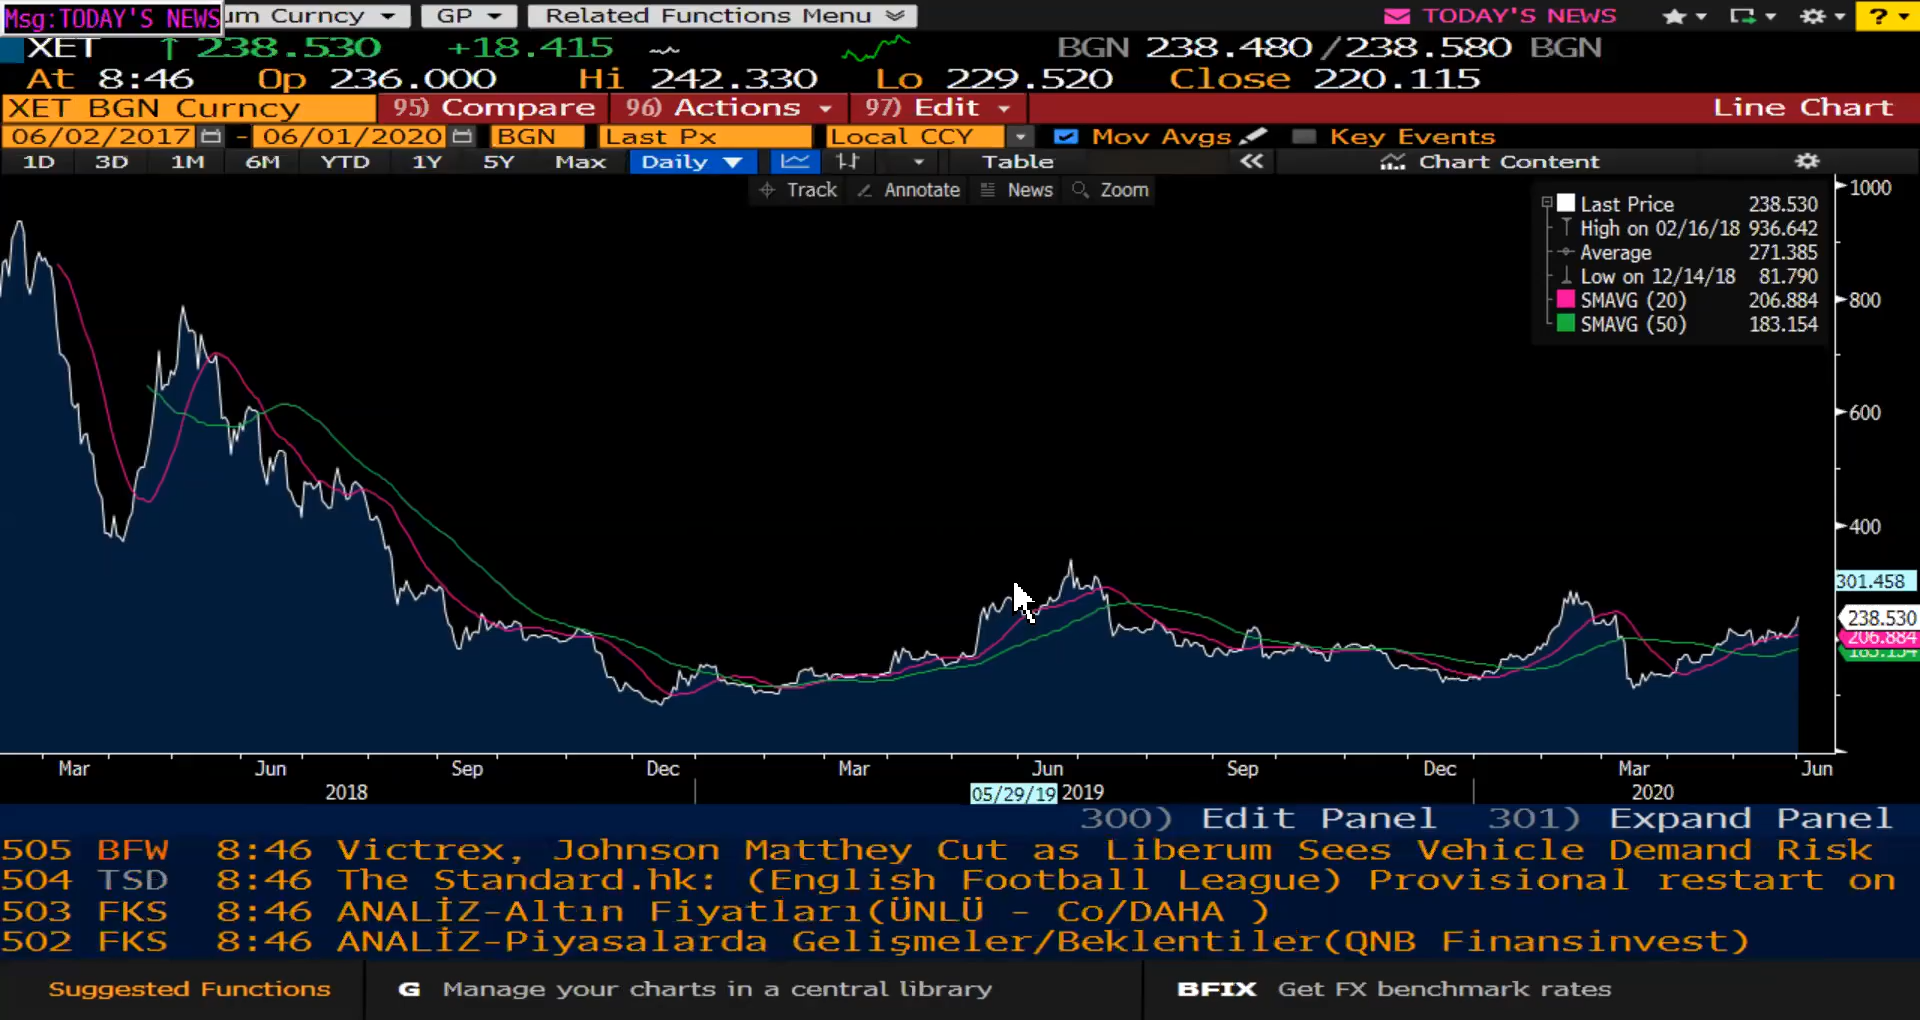 Msg:TODAY'S NEWS um Curncy GP Related Functions Menu TODAY'S NEWS ?
XET ↑ 238.530 +18.415 BGN 238.480 /238.580 BGN
At 8:46 Op 236.000 Hi 242.330 Lo 229.520 Close 220.115
XET BGN Curncy 95) Compare 96) Actions 97) Edit Line Chart
06/02/2017 - 06/01/2020 BGN Last Px Local CCY Mov Avgs Key Events
1D 3D 1M 6M YTD 1Y 5Y Max Daily ▼ Table « Chart Content
Track Annotate News Zoom
1000
Last Price 238.530
High on 02/16/18 936.642
Average 271.385
Low on 12/14/18 81.790
SMAVG (20) 206.884
SMAVG (50) 183.154
800
600
400
301.458
238.530
206.884
183.154
Mar Jun Sep Dec Mar Jun Sep Dec Mar Jun
2018 05/29/19 2019 2020
300) Edit Panel 301) Expand Panel
505 BFW 8:46 Victrex, Johnson Matthey Cut as Liberum Sees Vehicle Demand Risk
504 TSD 8:46 The Standard.hk: (English Football League) Provisional restart on
503 FKS 8:46 ANALİZ-Altın Fiyatları(ÜNLÜ - Co/DAHA )
502 FKS 8:46 ANALİZ-Piyasalarda Gelişmeler/Beklentiler(QNB Finansinvest)
Suggested Functions G Manage your charts in a central library BFIX Get FX benchmark rates